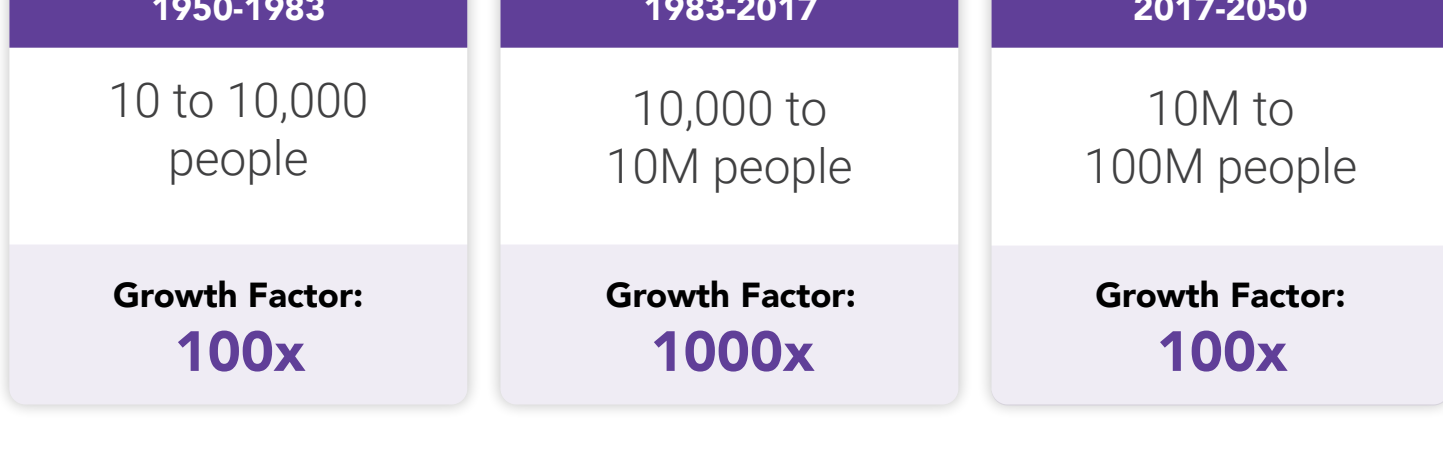 1950-1983
10 to 10,000
people
Growth Factor:
100x
1983-2017
10,000 to
10M people
Growth Factor:
1000x
2017-2050
10M to
100M people
Growth Factor:
100x